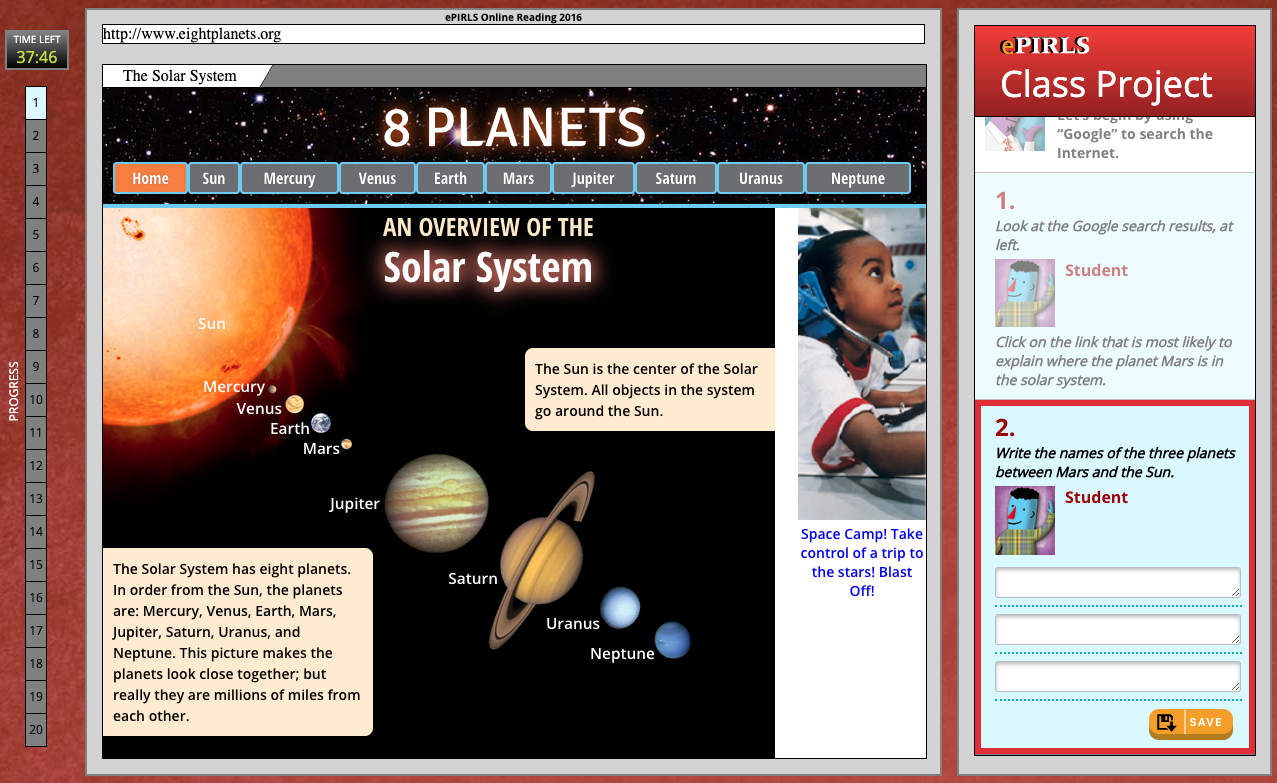 ePIRLS Online Reading 2016
TIME LEFT
37:46
http://www.eightplanets.org
The Solar System
8 PLANETS
Home Sun Mercury Venus Earth Mars Jupiter Saturn Uranus Neptune
AN OVERVIEW OF THE
Solar System
Sun
Mercury
Venus
Earth
Mars
Jupiter
Saturn
Uranus
Neptune
The Sun is the center of the Solar
System. All objects in the system
go around the Sun.
The Solar System has eight planets.
In order from the Sun, the planets
are: Mercury, Venus, Earth, Mars,
Jupiter, Saturn, Uranus, and
Neptune. This picture makes the
planets look close together; but
really they are millions of miles from
each other.
Space Camp! Take
control of a trip to
the stars! Blast
Off!
PROGRESS
1
2
3
4
5
6
7
8
9
10
11
12
13
14
15
16
17
18
19
20
ePIRLS
Class Project
Let's begin by using
“Google” to search the
Internet.
1.
Look at the Google search results, at
left.
Student
Click on the link that is most likely to
explain where the planet Mars is in
the solar system.
2.
Write the names of the three planets
between Mars and the Sun.
Student
SAVE